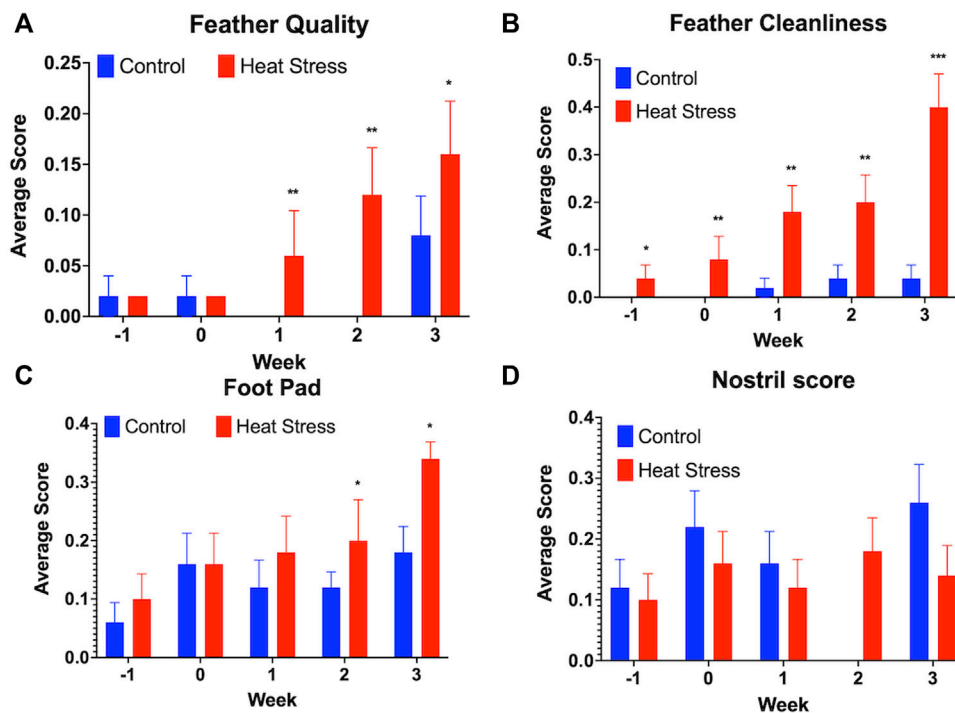 A
Feather Quality
Control
Heat Stress
Average Score
0.25
0.20
0.15
0.10
0.05
0.00
**
**
*
-1 0 1 2 3
Week
B
Feather Cleanliness
Control
Heat Stress
Average Score
0.5
0.4
0.3
0.2
0.1
0.0
*
**
**
**
***
-1 0 1 2 3
Week
C
Foot Pad
Control
Heat Stress
Average Score
0.4
0.3
0.2
0.1
0.0
*
*
-1 0 1 2 3
Week
D
Nostril score
Control
Heat Stress
Average Score
0.4
0.3
0.2
0.1
0.0
-1 0 1 2 3
Week